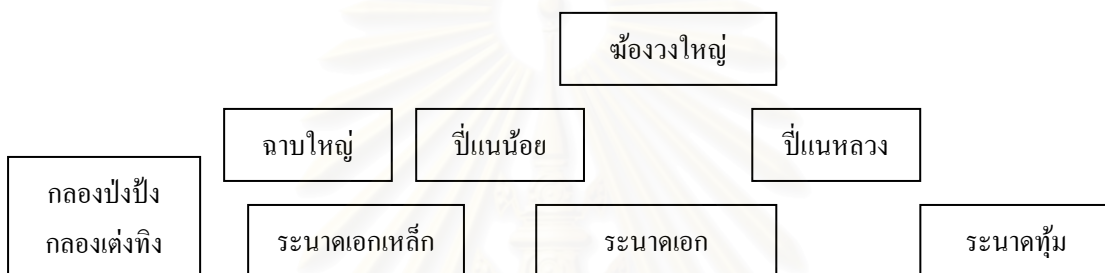 ฆ้องวงใหญ่
ฉาบใหญ่
ปี่แนน้อย
ปี่แนหลวง
กลองป่งป้ง
กลองเต่งทิง
ระนาดเอกเหล็ก
ระนาดเอก
ระนาดทุ้ม